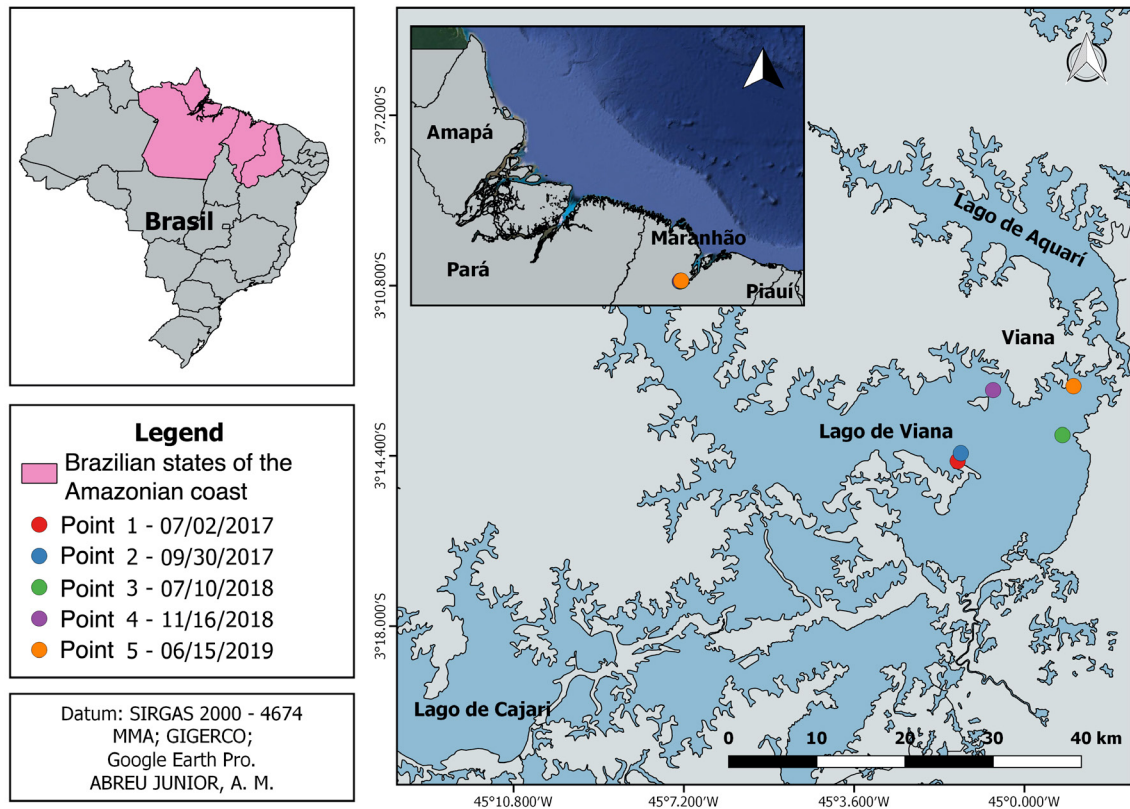 Brasil
Legend
Brazilian states of the
Amazonian coast
Point 1 - 07/02/2017
Point 2 - 09/30/2017
Point 3 - 07/10/2018
Point 4 - 11/16/2018
Point 5 - 06/15/2019
Datum: SIRGAS 2000 - 4674
MMA; GIGERCO;
Google Earth Pro.
ABREU JUNIOR, A. M.
Amapá
Pará
Maranhão
Piauí
3°7.200'S
3°10.800'S
3°14.400'S
3°18.000'S
Lago de Aquarí
Viana
Lago de Viana
Lago de Cajari
0 10 20 30 40 km
45°10.800'W 45°7.200'W 45°3.600'W 45°0.000'W